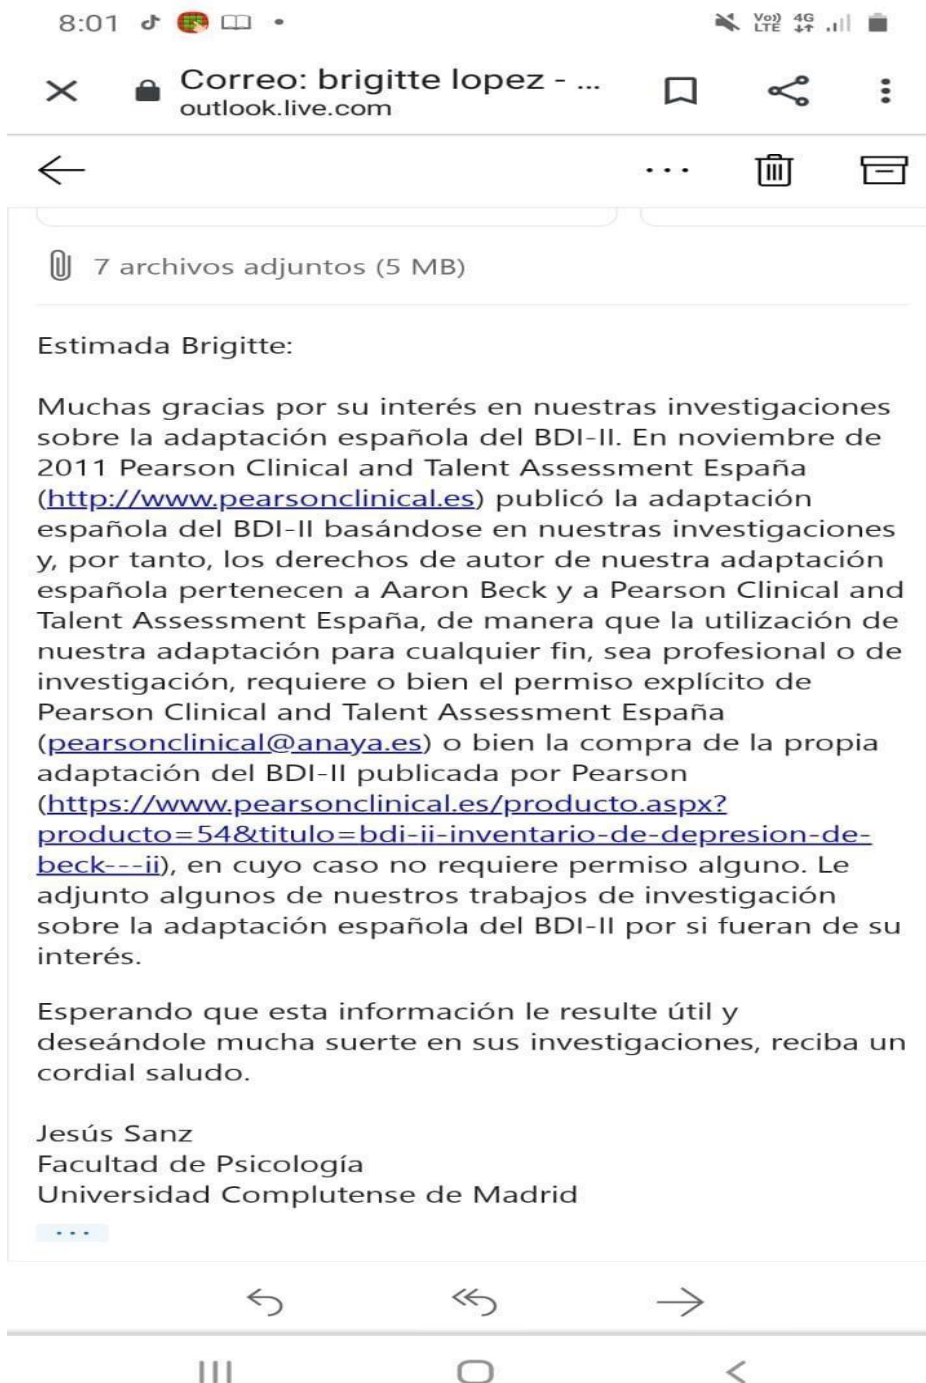 8:01
Vo))
LTE
4G
Correo: brigitte lopez - ...
outlook.live.com
7 archivos adjuntos (5 MB)
Estimada Brigitte:
Muchas gracias por su interés en nuestras investigaciones
sobre la adaptación española del BDI-II. En noviembre de
2011 Pearson Clinical and Talent Assessment España
(http://www.pearsonclinical.es) publicó la adaptación
española del BDI-II basándose en nuestras investigaciones
y, por tanto, los derechos de autor de nuestra adaptación
española pertenecen a Aaron Beck y a Pearson Clinical and
Talent Assessment España, de manera que la utilización de
nuestra adaptación para cualquier fin, sea profesional o de
investigación, requiere o bien el permiso explícito de
Pearson Clinical and Talent Assessment España
(pearsonclinical@anaya.es) o bien la compra de la propia
adaptación del BDI-II publicada por Pearson
(https://www.pearsonclinical.es/producto.aspx?
producto=54&titulo=bdi-ii-inventario-de-depresion-de-
beck---ii), en cuyo caso no requiere permiso alguno. Le
adjunto algunos de nuestros trabajos de investigación
sobre la adaptación española del BDI-II por si fueran de su
interés.
Esperando que esta información le resulte útil y
deseándole mucha suerte en sus investigaciones, reciba un
cordial saludo.
Jesús Sanz
Facultad de Psicología
Universidad Complutense de Madrid